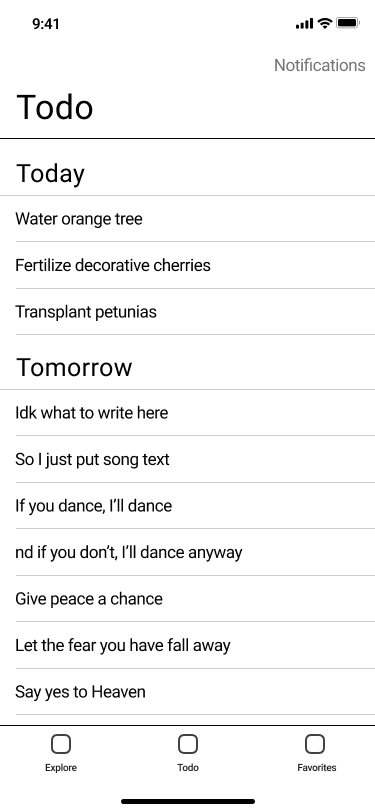 9:41
Notifications
Todo
Today
Water orange tree
Fertilize decorative cherries
Transplant petunias
Tomorrow
Idk what to write here
So I just put song text
If you dance, I’ll dance
nd if you don’t, I’ll dance anyway
Give peace a chance
Let the fear you have fall away
Say yes to Heaven
Explore
Todo
Favorites